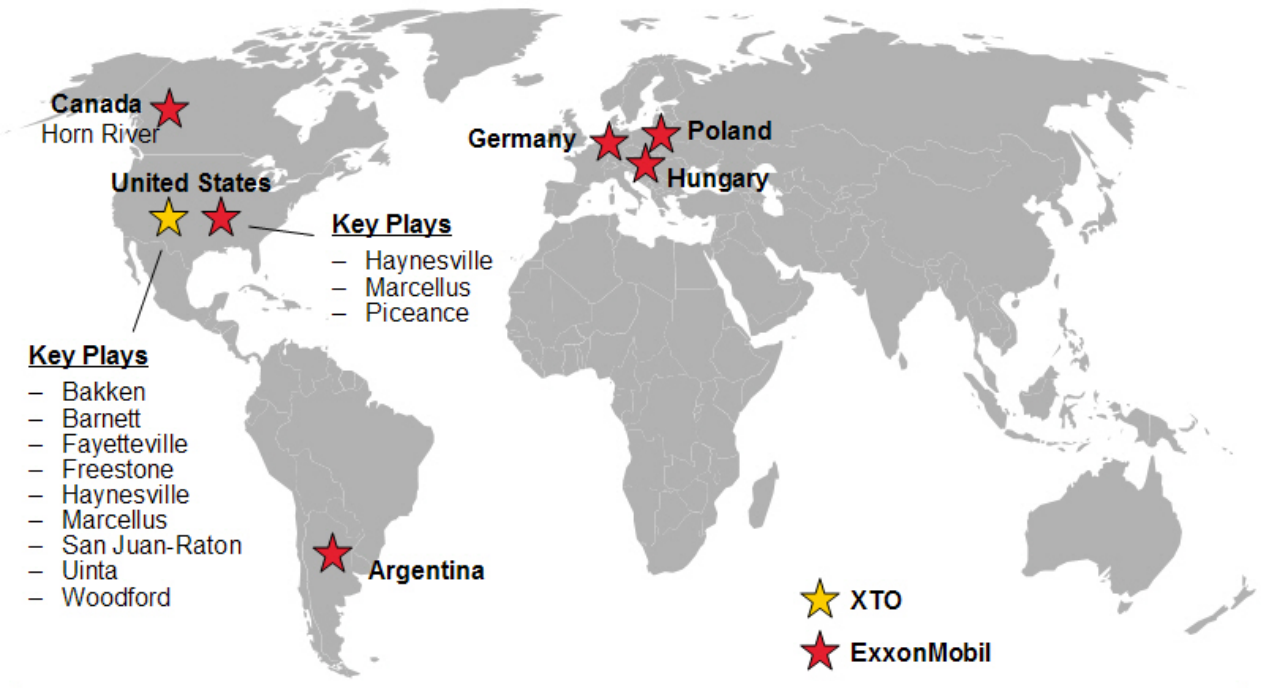 Canada
Horn River
United States
Germany
Poland
Hungary
Key Plays
– Haynesville
– Marcellus
– Piceance
Key Plays
– Bakken
– Barnett
– Fayetteville
– Freestone
– Haynesville
– Marcellus
– San Juan-Raton
– Uinta
– Woodford
Argentina
XTO
ExxonMobil